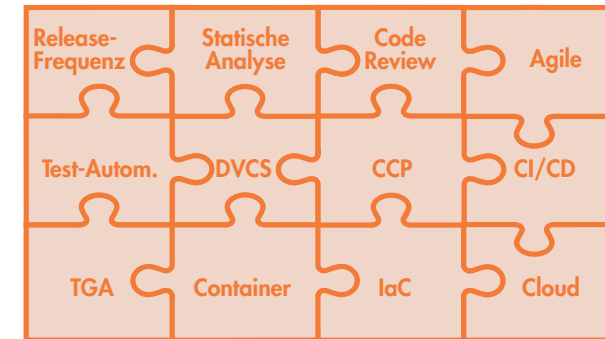 Release-
Frequenz
Statische
Analyse
Code
Review
Agile
Test-Autom.
DVCS
CCP
CI/CD
TGA
Container
IaC
Cloud